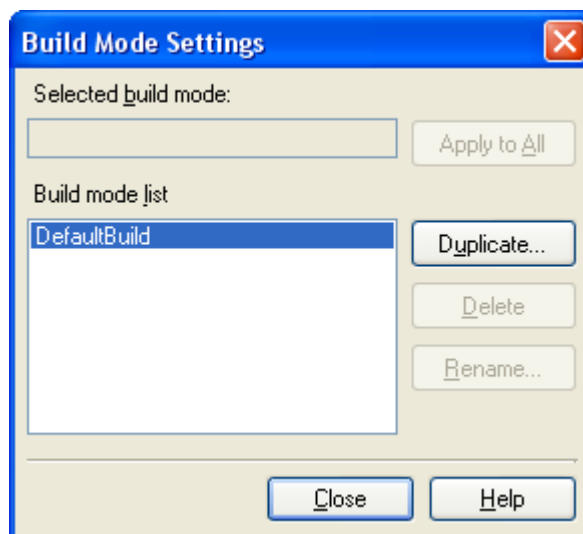 Build Mode Settings
Selected build mode:
Apply to All
Build mode list
DefaultBuild
Duplicate...
Delete
Rename...
Close
Help